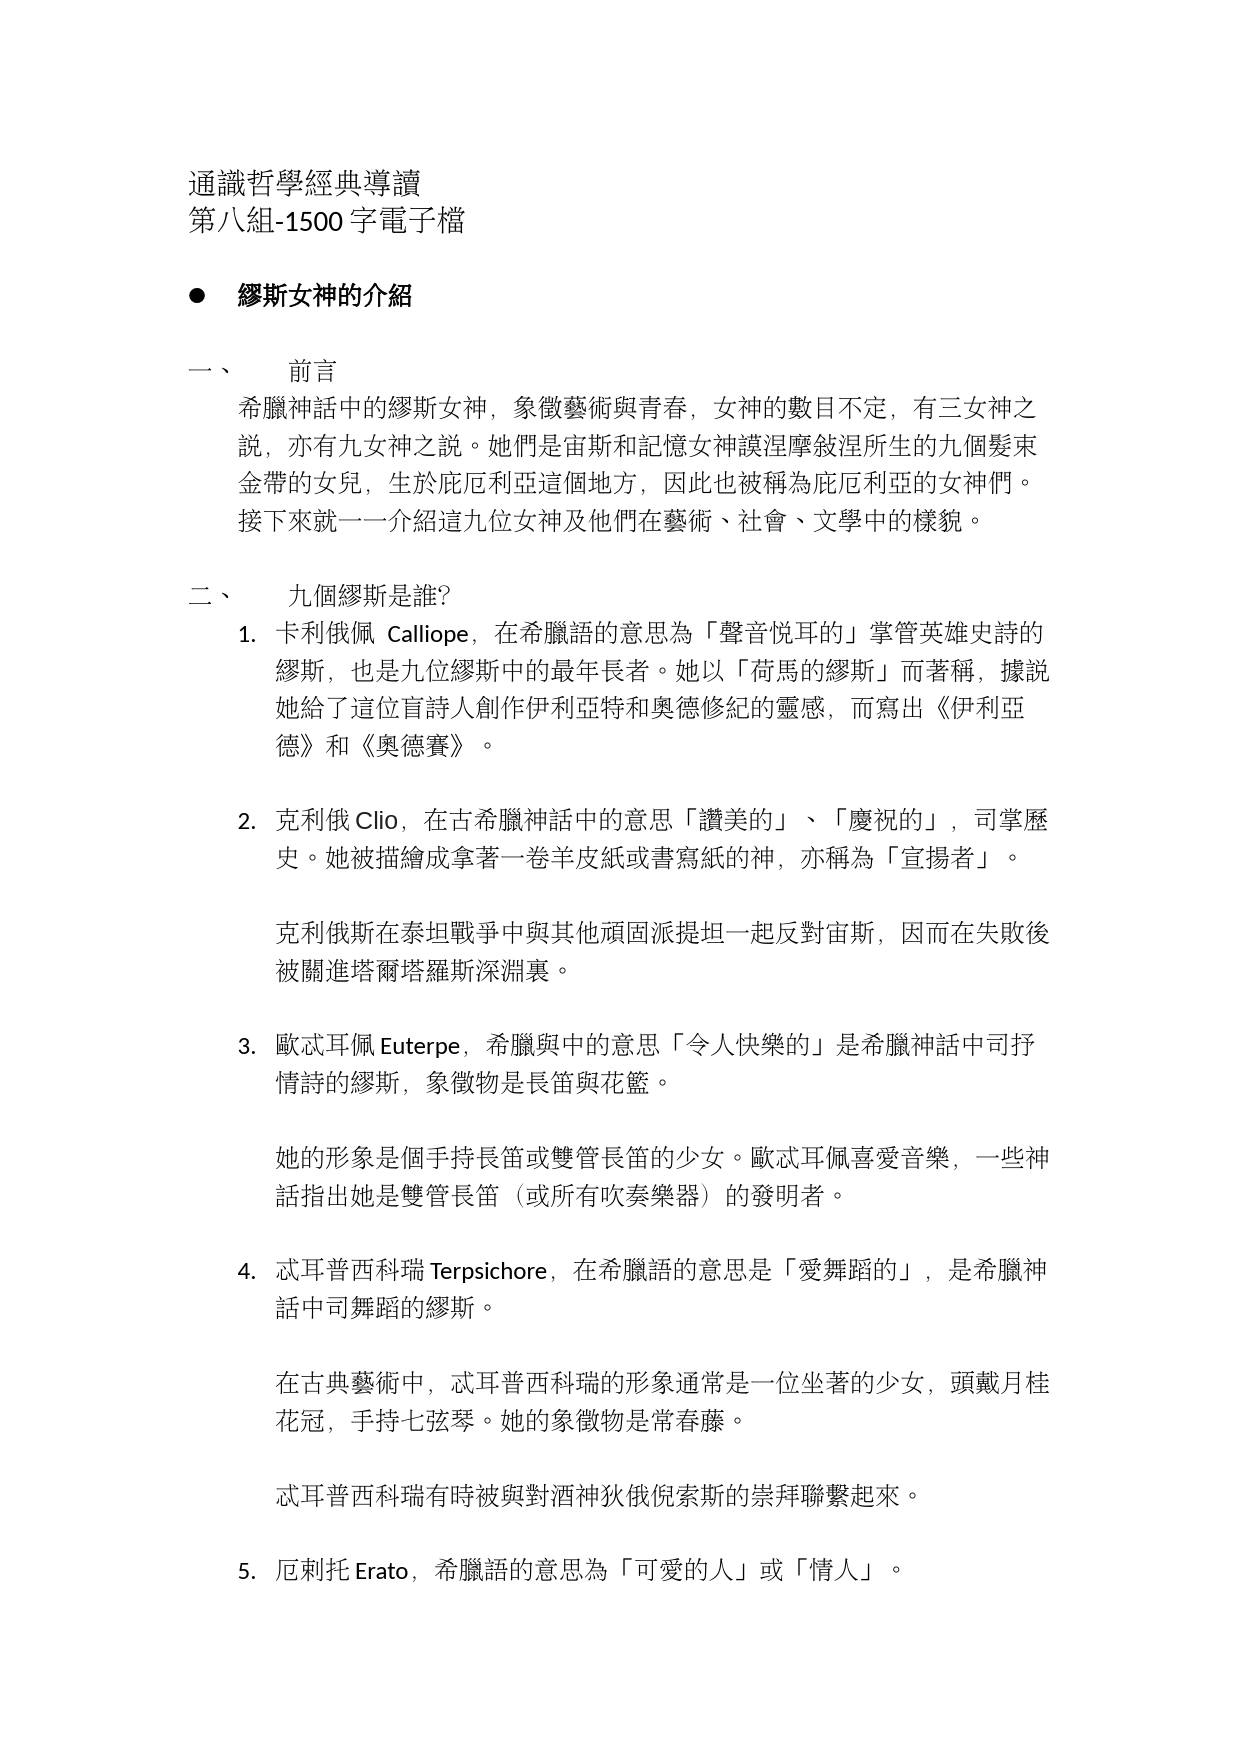 通識哲學經典導讀
第八組-1500 字電子檔
● 繆斯女神的介紹
一、 前言
希臘神話中的繆斯女神，象徵藝術與青春，女神的數目不定，有三女神之
說，亦有九女神之說。她們是宙斯和記憶女神謨涅摩敍涅所生的九個髮束
金帶的女兒，生於庇厄利亞這個地方，因此也被稱為庇厄利亞的女神們。
接下來就一一介紹這九位女神及他們在藝術、社會、文學中的樣貌。
二、 九個繆斯是誰？
1. 卡利俄佩 Calliope，在希臘語的意思為「聲音悅耳的」掌管英雄史詩的
繆斯，也是九位繆斯中的最年長者。她以「荷馬的繆斯」而著稱，據說
她給了這位盲詩人創作伊利亞特和奧德修紀的靈感，而寫出《伊利亞
德》和《奧德賽》。
2. 克利俄 Clio，在古希臘神話中的意思「讚美的」、「慶祝的」，司掌歷
史。她被描繪成拿著一卷羊皮紙或書寫紙的神，亦稱為「宣揚者」。
克利俄斯在泰坦戰爭中與其他頑固派提坦一起反對宙斯，因而在失敗後
被關進塔爾塔羅斯深淵裏。
3. 歐忒耳佩 Euterpe，希臘與中的意思「令人快樂的」是希臘神話中司抒
情詩的繆斯，象徵物是長笛與花籃。
她的形象是個手持長笛或雙管長笛的少女。歐忒耳佩喜愛音樂，一些神
話指出她是雙管長笛（或所有吹奏樂器）的發明者。
4. 忒耳普西科瑞 Terpsichore，在希臘語的意思是「愛舞蹈的」，是希臘神
話中司舞蹈的繆斯。
在古典藝術中，忒耳普西科瑞的形象通常是一位坐著的少女，頭戴月桂
花冠，手持七弦琴。她的象徵物是常春藤。
忒耳普西科瑞有時被與對酒神狄俄倪索斯的崇拜聯繫起來。
5. 厄剌托 Erato，希臘語的意思為「可愛的人」或「情人」。